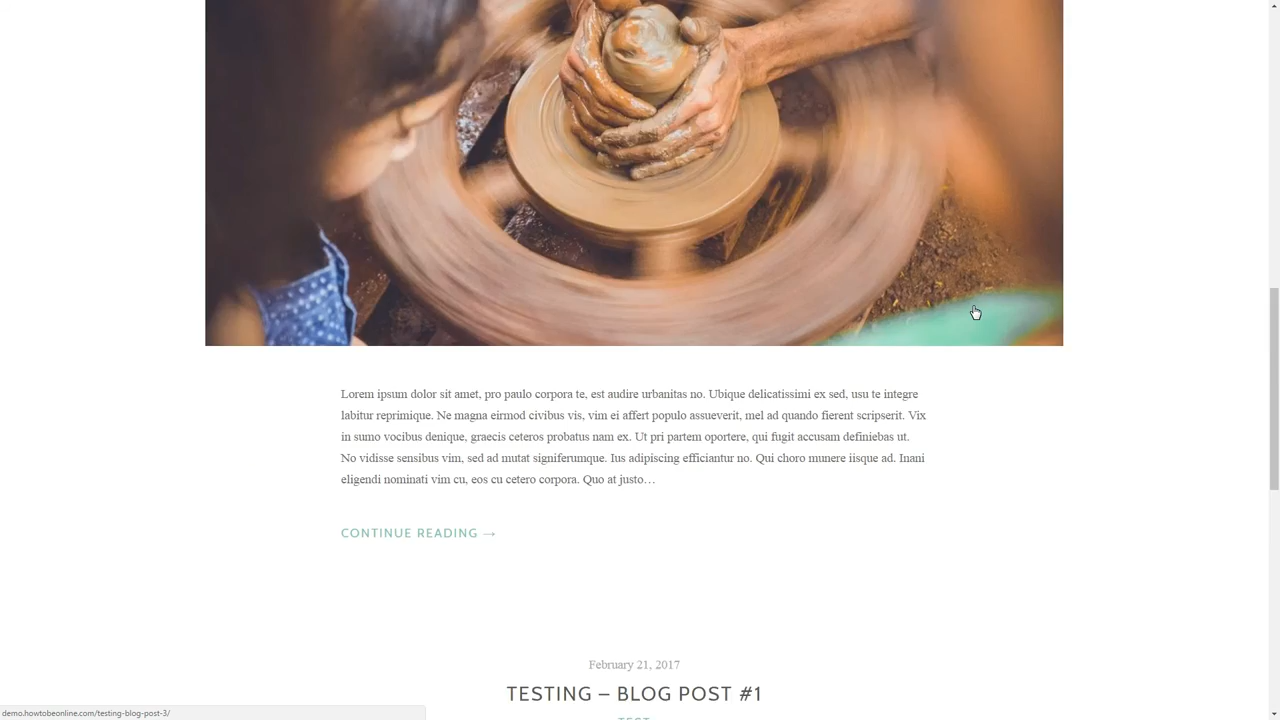 Lorem ipsum dolor sit amet, pro paulo corpora te, est audire urbanitas no. Ubique delicatissimi ex sed, usu te integre
labitur reprimique. Ne magna eirmod civibus vis, vim ei affert populo assueverit, mel ad quando fierent scripserit. Vix
in sumo vocibus denique, graecis ceteros probatus nam ex. Ut pri partem oportere, qui fugit accusam definiebas ut.
No vidisse sensibus vim, sed ad mutat signiferumque. Ius adipiscing efficiantur no. Qui choro munere iisque ad. Inani
eligendi nominati vim cu, eos cu cetero corpora. Quo at justo…
CONTINUE READING →
February 21, 2017
TESTING – BLOG POST #1
TEST
demo.howtobeonline.com/testing-blog-post-3/